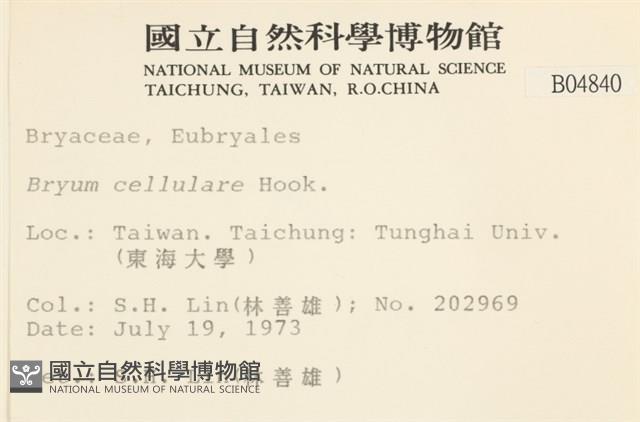 國立自然科學博物館
NATIONAL MUSEUM OF NATURAL SCIENCE
TAICHUNG, TAIWAN, R.O.CHINA
B04840
Bryaceae, Eubryales
Bryum cellulare Hook.
Loc.: Taiwan. Taichung: Tunghai Univ.
(東海大學)
Col.: S.H. Lin(林善雄); No. 202969
Date: July 19, 1973
善雄)
國立自然科學博物館
NATIONAL MUSEUM OF NATURAL SCIENCE